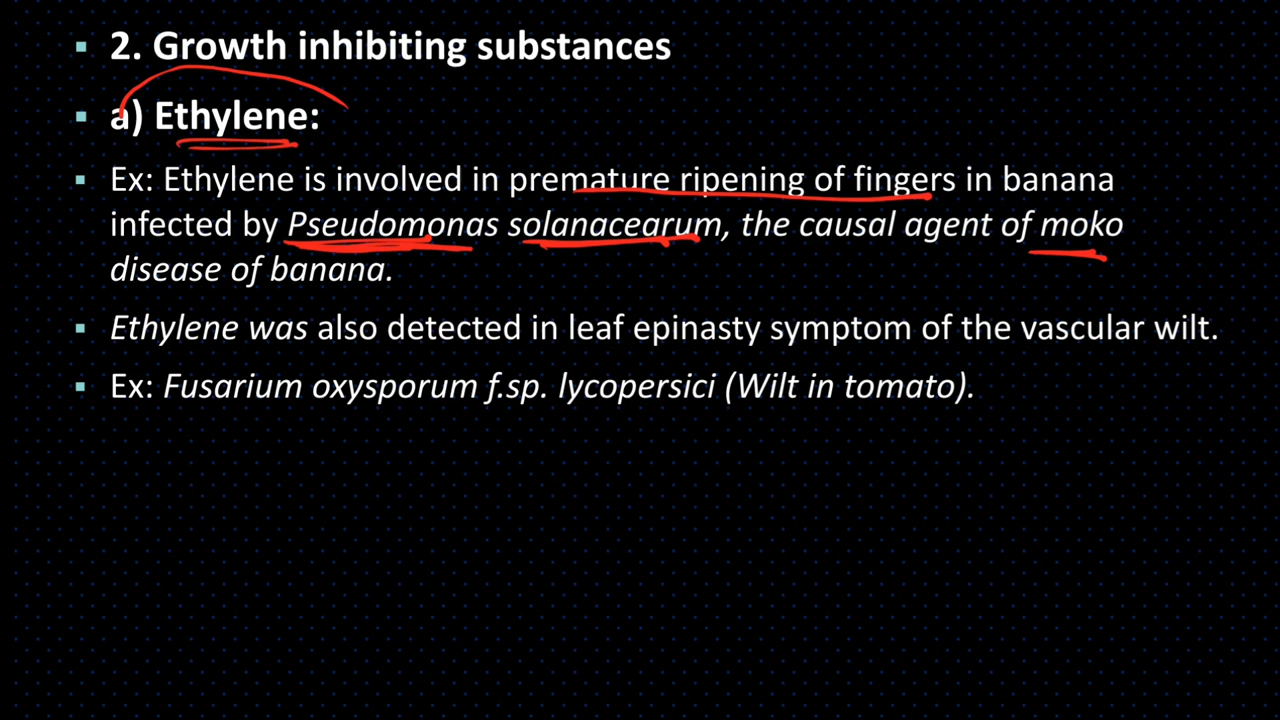 2. Growth inhibiting substances
a) Ethylene:
Ex: Ethylene is involved in premature ripening of fingers in banana
infected by Pseudomonas solanacearum, the causal agent of moko
disease of banana.
Ethylene was also detected in leaf epinasty symptom of the vascular wilt.
Ex: Fusarium oxysporum f.sp. lycopersici (Wilt in tomato).